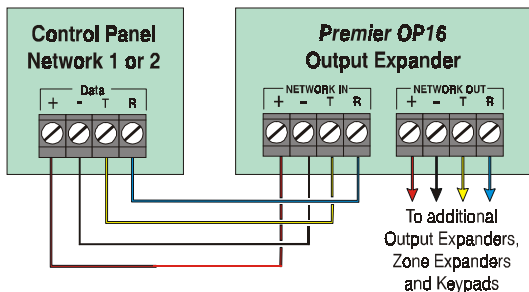 Control Panel
Network 1 or 2
Data
+ - T R
Premier OP16
Output Expander
NETWORK IN
+ - T R
NETWORK OUT
+ - T R
To additional
Output Expanders,
Zone Expanders
and Keypads